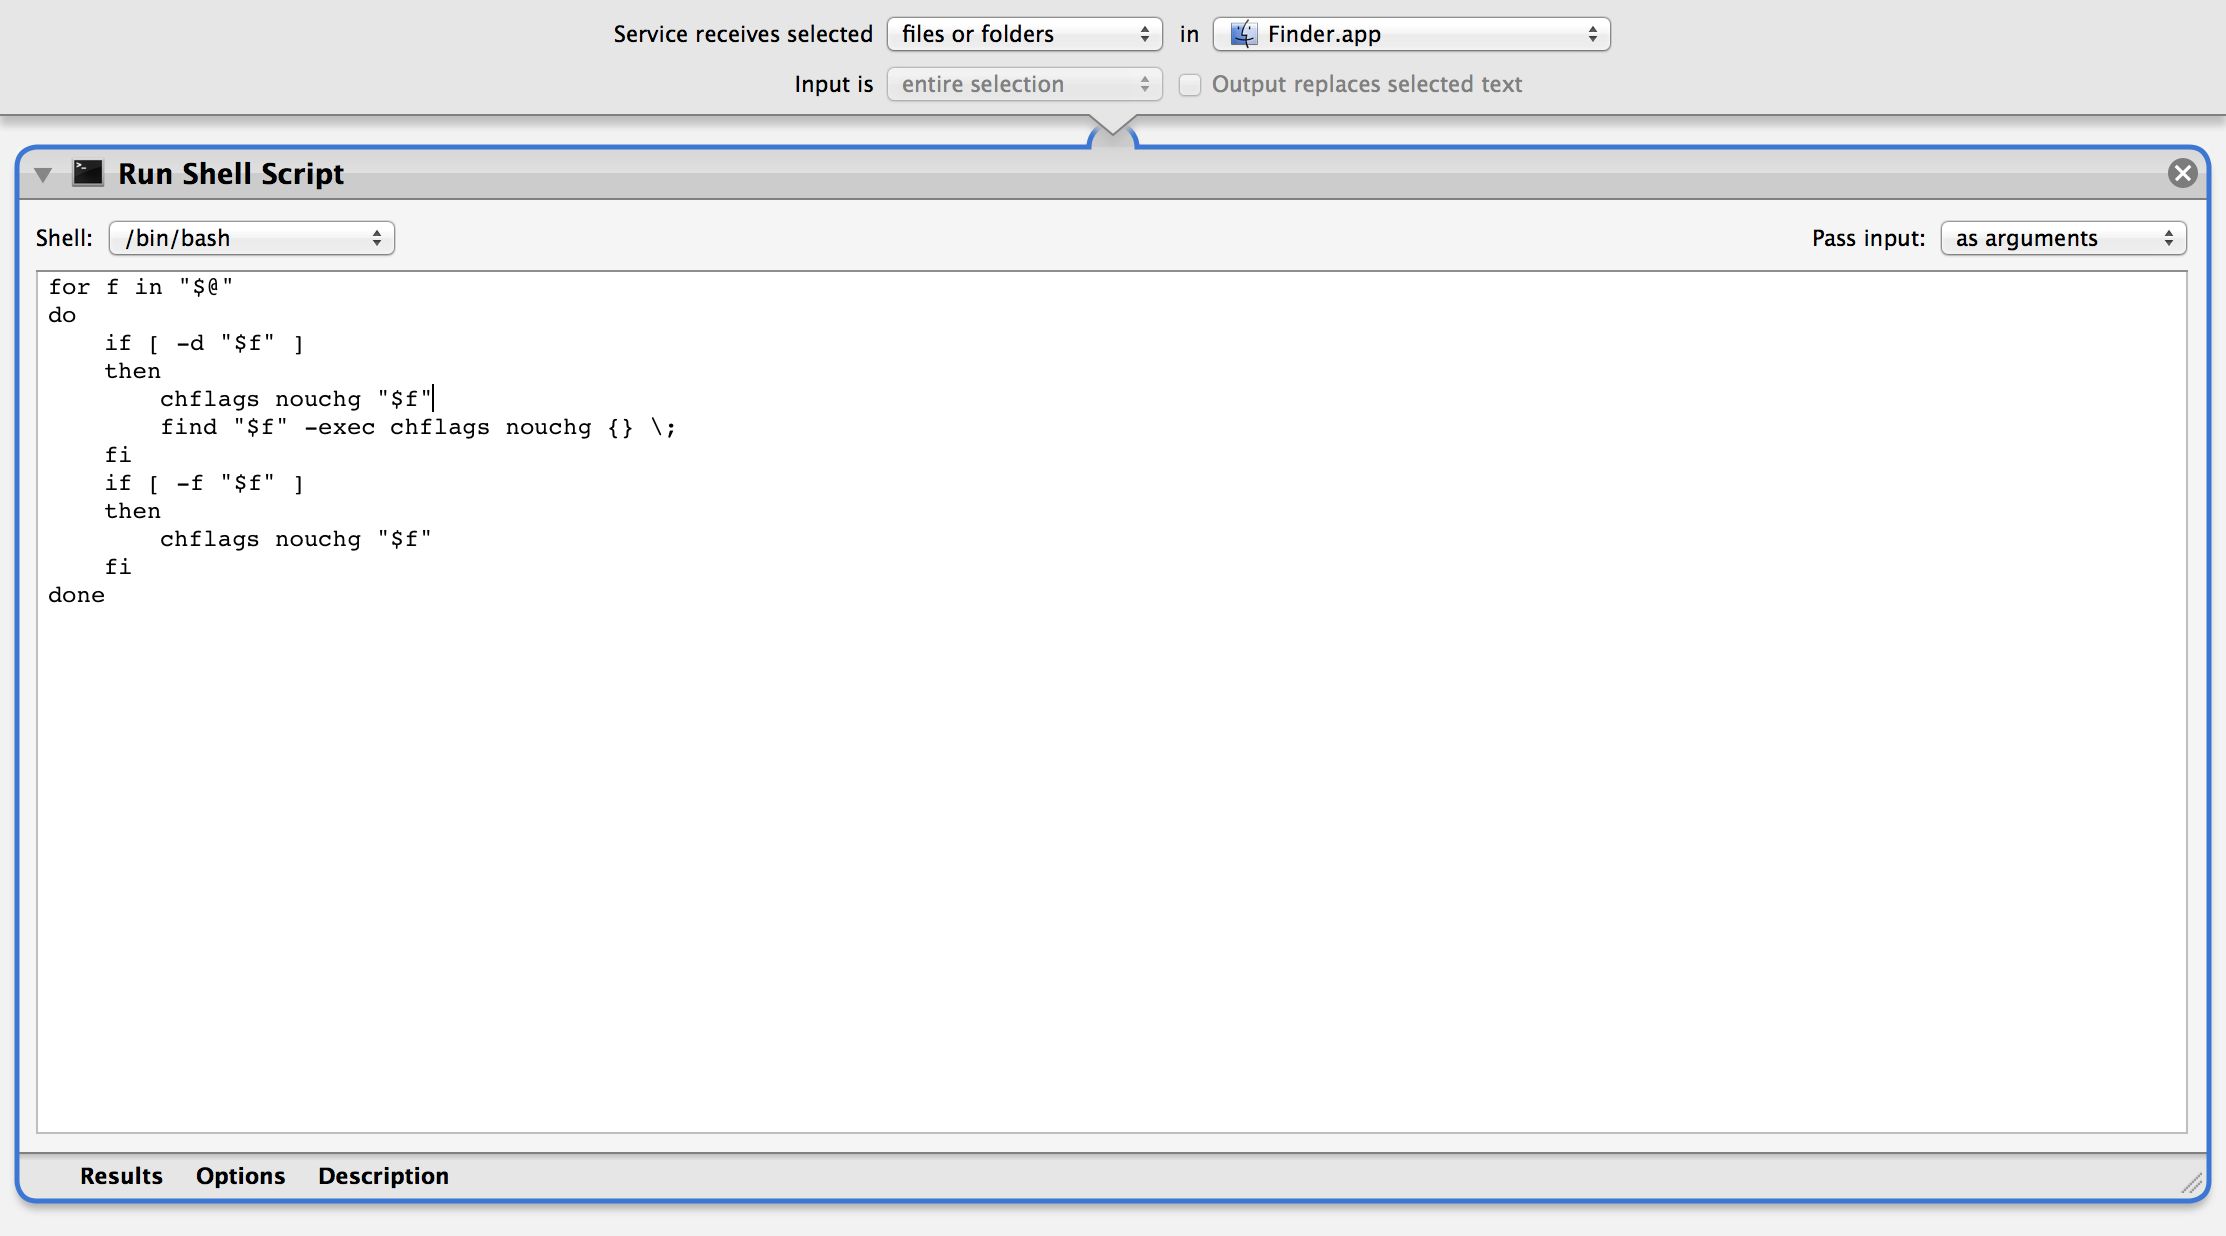 Service receives selected files or folders in Finder.app
Input is entire selection Output replaces selected text
Run Shell Script
Shell: /bin/bash Pass input: as arguments
for f in "$@"
do
    if [ -d "$f" ]
    then
        chflags nouchg "$f"
        find "$f" -exec chflags nouchg {} \;
    fi
    if [ -f "$f" ]
    then
        chflags nouchg "$f"
    fi
done
Results Options Description